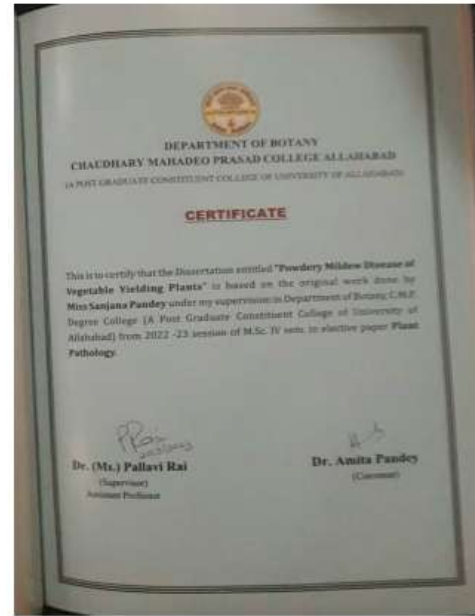 DEPARTMENT OF BOTANY
CHAUDHARY MAHADEO PRASAD COLLEGE ALLAHABAD
(A POST GRADUATE CONSTITUENT COLLEGE OF UNIVERSITY OF ALLAHABAD)
CERTIFICATE
This is to certify that the Dissertation entitled "Powdery Mildew Disease of
Vegetable Yielding Plants" is based on the original work done by
Miss Sanjana Pandey under my supervision in Department of Botany, C.M.P.
Degree College (A Post Graduate Constituent College of University of
Allahabad) from 2022 -23 session of M.Sc. IV sem. in elective paper Plant
Pathology.
Dr. (Ms.) Pallavi Rai
Dr. Amita Pandey
(Supervisor)
(Convenor)
Assistant Professor